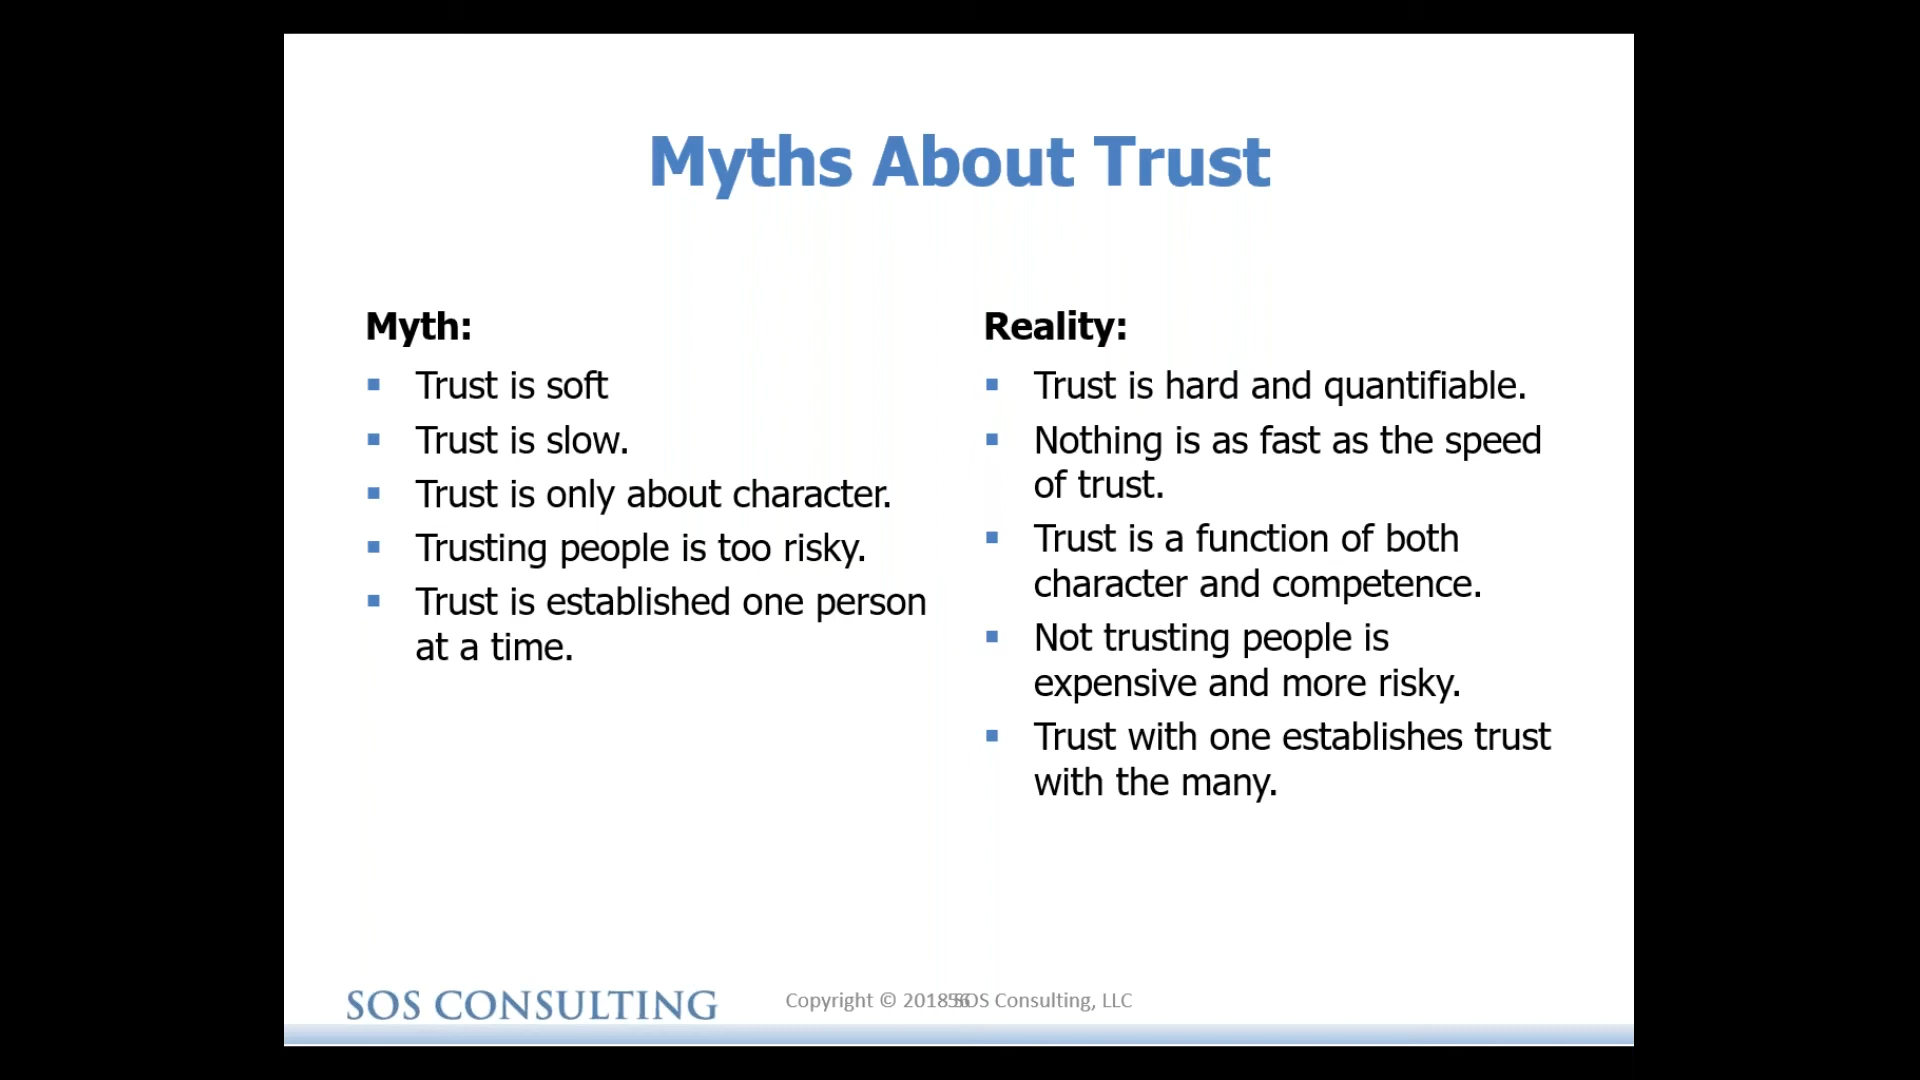 Myths About Trust
Myth:
Trust is soft
Trust is slow.
Trust is only about character.
Trusting people is too risky.
Trust is established one person
at a time.
Reality:
Trust is hard and quantifiable.
Nothing is as fast as the speed
of trust.
Trust is a function of both
character and competence.
Not trusting people is
expensive and more risky.
Trust with one establishes trust
with the many.
SOS CONSULTING
Copyright © 2018 SOS Consulting, LLC
56